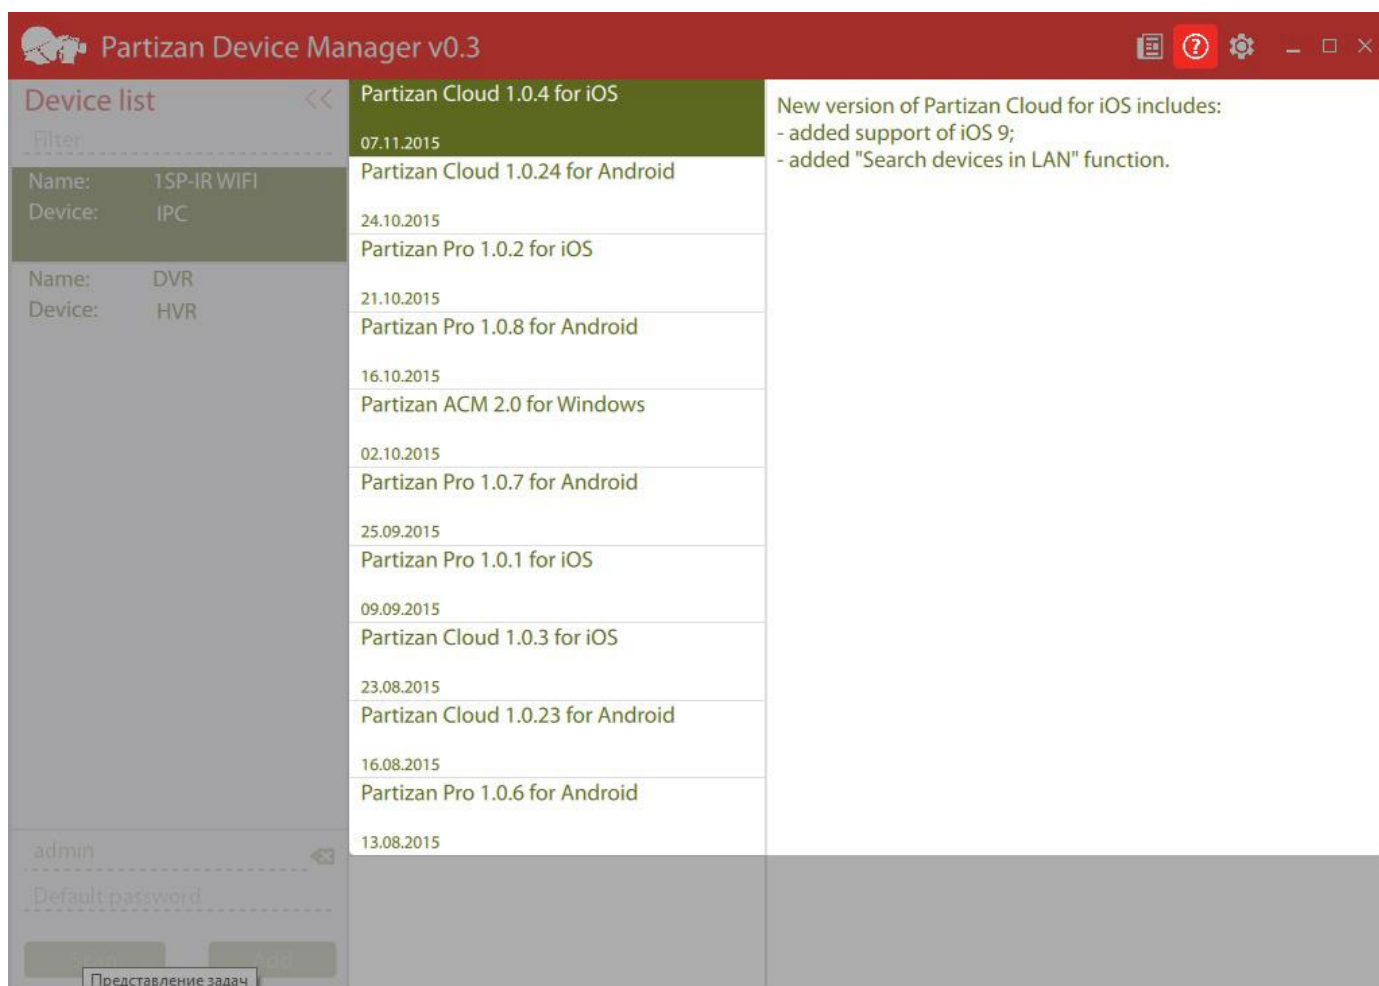 Partizan Device Manager v0.3
Device list <<
Filter
Name: 1SP-IR WIFI
Device: IPC
Name: DVR
Device: HVR
admin
Default password
Scan Add
Представление задач
Partizan Cloud 1.0.4 for iOS
07.11.2015
Partizan Cloud 1.0.24 for Android
24.10.2015
Partizan Pro 1.0.2 for iOS
21.10.2015
Partizan Pro 1.0.8 for Android
16.10.2015
Partizan ACM 2.0 for Windows
02.10.2015
Partizan Pro 1.0.7 for Android
25.09.2015
Partizan Pro 1.0.1 for iOS
09.09.2015
Partizan Cloud 1.0.3 for iOS
23.08.2015
Partizan Cloud 1.0.23 for Android
16.08.2015
Partizan Pro 1.0.6 for Android
13.08.2015
New version of Partizan Cloud for iOS includes:
- added support of iOS 9;
- added "Search devices in LAN" function.